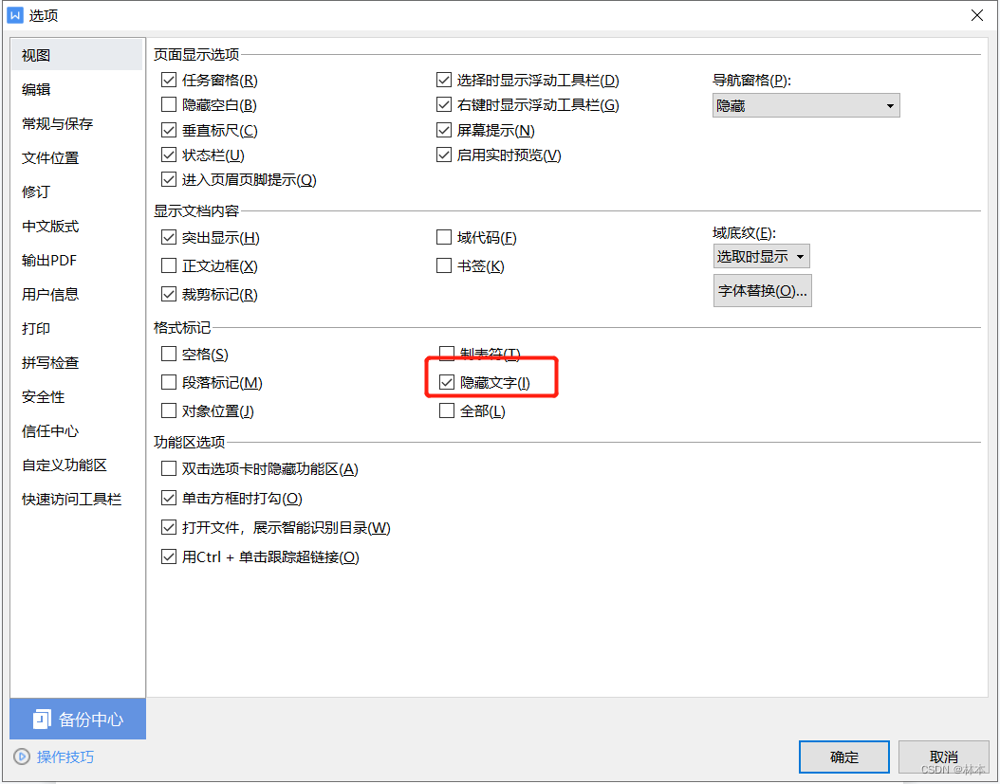 选项
视图
编辑
常规与保存
文件位置
修订
中文版式
输出PDF
用户信息
打印
拼写检查
安全性
信任中心
自定义功能区
快速访问工具栏
备份中心
操作技巧
页面显示选项
任务窗格(R)
隐藏空白(B)
垂直标尺(C)
状态栏(U)
进入页眉页脚提示(Q)
选择时显示浮动工具栏(D)
右键时显示浮动工具栏(G)
屏幕提示(N)
启用实时预览(V)
导航窗格(P):
隐藏
显示文档内容
突出显示(H)
正文边框(X)
裁剪标记(R)
域代码(F)
书签(K)
域底纹(E):
选取时显示
字体替换(O)...
格式标记
空格(S)
段落标记(M)
对象位置(J)
制表符(T)
隐藏文字(I)
全部(L)
功能区选项
双击选项卡时隐藏功能区(A)
单击方框时打勾(O)
打开文件，展示智能识别目录(W)
用Ctrl + 单击跟踪超链接(O)
确定
取消
CSDN @林本